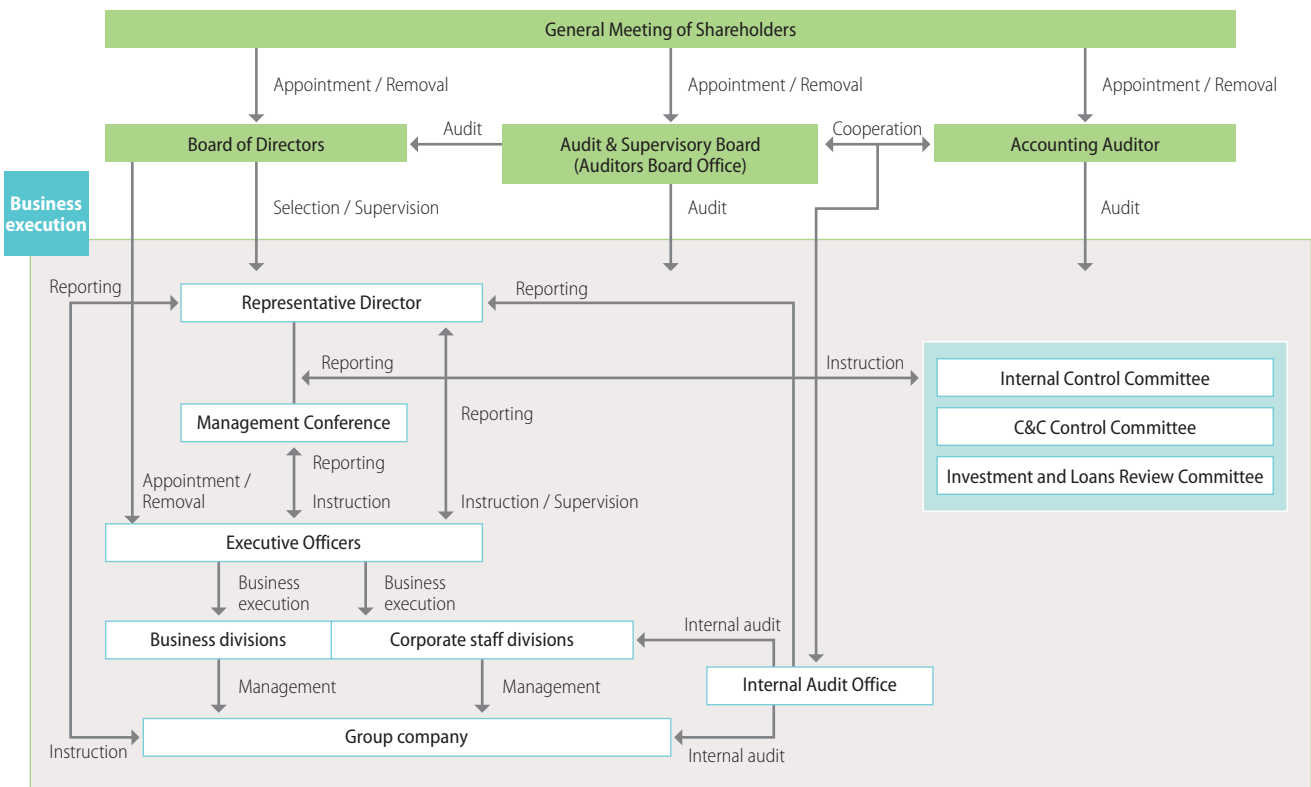 General Meeting of Shareholders
Appointment / Removal
Appointment / Removal
Appointment / Removal
Board of Directors
Audit
Audit & Supervisory Board
(Auditors Board Office)
Cooperation
Accounting Auditor
Business
execution
Selection / Supervision
Audit
Audit
Reporting
Representative Director
Reporting
Reporting
Instruction
Internal Control Committee
Management Conference
Reporting
C&C Control Committee
Appointment /
Removal
Reporting
Instruction
Instruction / Supervision
Investment and Loans Review Committee
Executive Officers
Business
execution
Business
execution
Business divisions
Corporate staff divisions
Internal audit
Management
Management
Internal Audit Office
Group company
Instruction
Internal audit